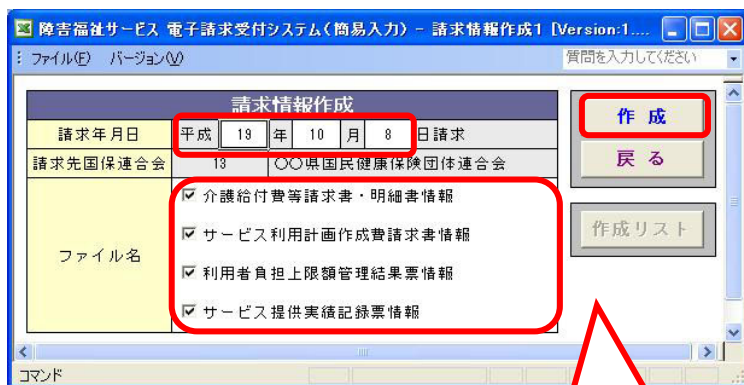 障害福祉サービス 電子請求受付システム(簡易入力) - 請求情報作成1 [Version:1....
ファイル(F) バージョン(V) 質問を入力してください
請求情報作成
請求年月日 平成 19 年 10 月 8 日請求
請求先国保連合会 13 〇〇県国民健康保険団体連合会
ファイル名
介護給付費等請求書・明細書情報
サービス利用計画作成費請求書情報
利用者負担上限額管理結果票情報
サービス提供実績記録票情報
作成
戻る
作成リスト
コマンド